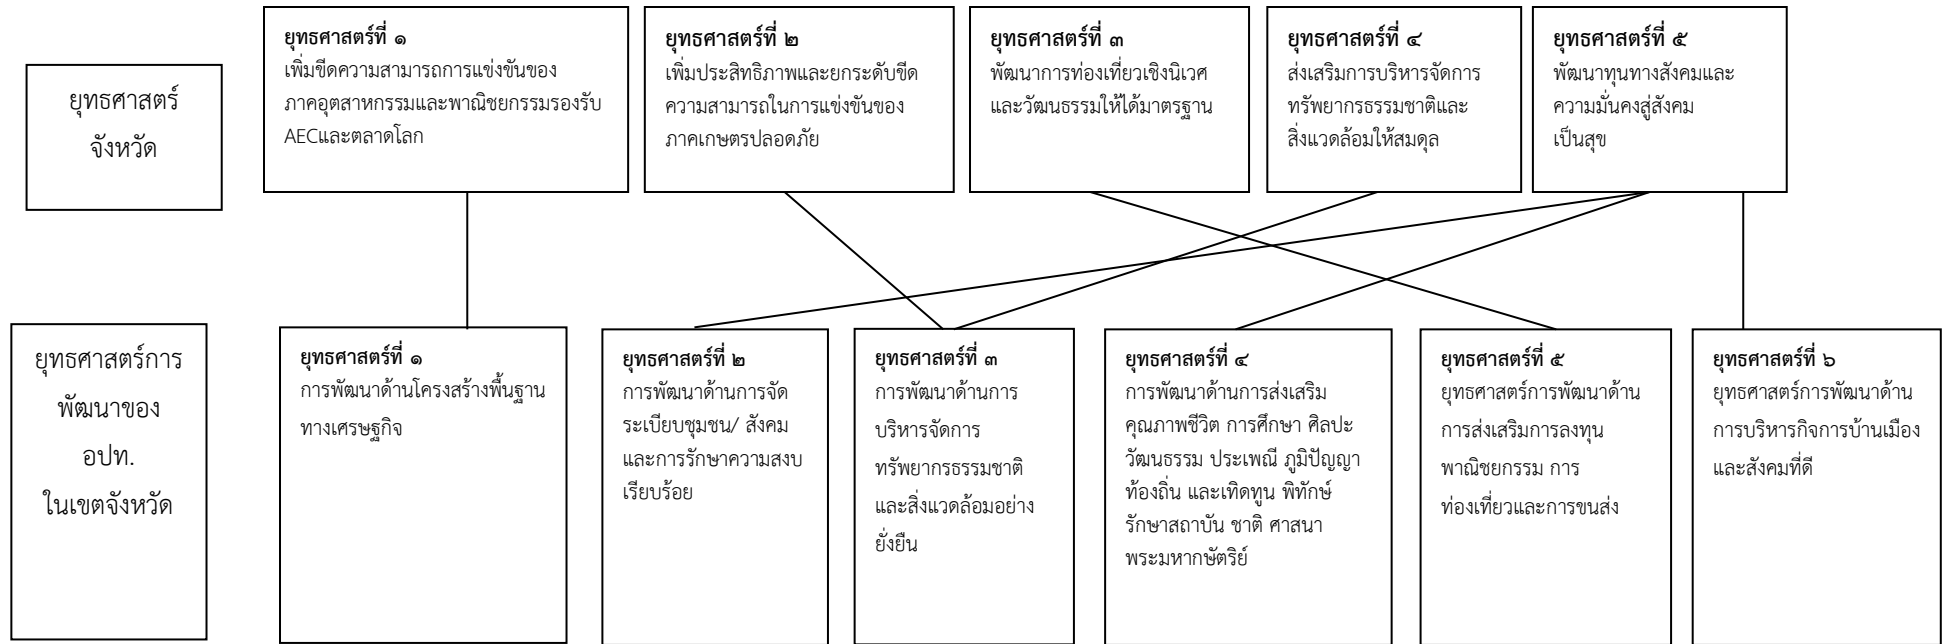 ยุทธศาสตร์
จังหวัด
ยุทธศาสตร์ที่ ๑
เพิ่มขีดความสามารถการแข่งขันของ
ภาคอุตสาหกรรมและพาณิชยกรรมรองรับ
AECและตลาดโลก
ยุทธศาสตร์ที่ ๒
เพิ่มประสิทธิภาพและยกระดับขีด
ความสามารถในการแข่งขันของ
ภาคเกษตรปลอดภัย
ยุทธศาสตร์ที่ ๓
พัฒนาการท่องเที่ยวเชิงนิเวศ
และวัฒนธรรมให้ได้มาตรฐาน
ยุทธศาสตร์ที่ ๔
ส่งเสริมการบริหารจัดการ
ทรัพยากรธรรมชาติและ
สิ่งแวดล้อมให้สมดุล
ยุทธศาสตร์ที่ ๕
พัฒนาทุนทางสังคมและ
ความมั่นคงสู่สังคม
เป็นสุข
ยุทธศาสตร์การ
พัฒนาของ
อปท.
ในเขตจังหวัด
ยุทธศาสตร์ที่ ๑
การพัฒนาด้านโครงสร้างพื้นฐาน
ทางเศรษฐกิจ
ยุทธศาสตร์ที่ ๒
การพัฒนาด้านการจัด
ระเบียบชุมชน/ สังคม
และการรักษาความสงบ
เรียบร้อย
ยุทธศาสตร์ที่ ๓
การพัฒนาด้านการ
บริหารจัดการ
ทรัพยากรธรรมชาติ
และสิ่งแวดล้อมอย่าง
ยั่งยืน
ยุทธศาสตร์ที่ ๔
การพัฒนาด้านการส่งเสริม
คุณภาพชีวิต การศึกษา ศิลปะ
วัฒนธรรม ประเพณี ภูมิปัญญา
ท้องถิ่น และเทิดทูน พิทักษ์
รักษาสถาบัน ชาติ ศาสนา
พระมหากษัตริย์
ยุทธศาสตร์ที่ ๕
ยุทธศาสตร์การพัฒนาด้าน
การส่งเสริมการลงทุน
พาณิชยกรรม การ
ท่องเที่ยวและการขนส่ง
ยุทธศาสตร์ที่ ๖
ยุทธศาสตร์การพัฒนาด้าน
การบริหารกิจการบ้านเมือง
และสังคมที่ดี